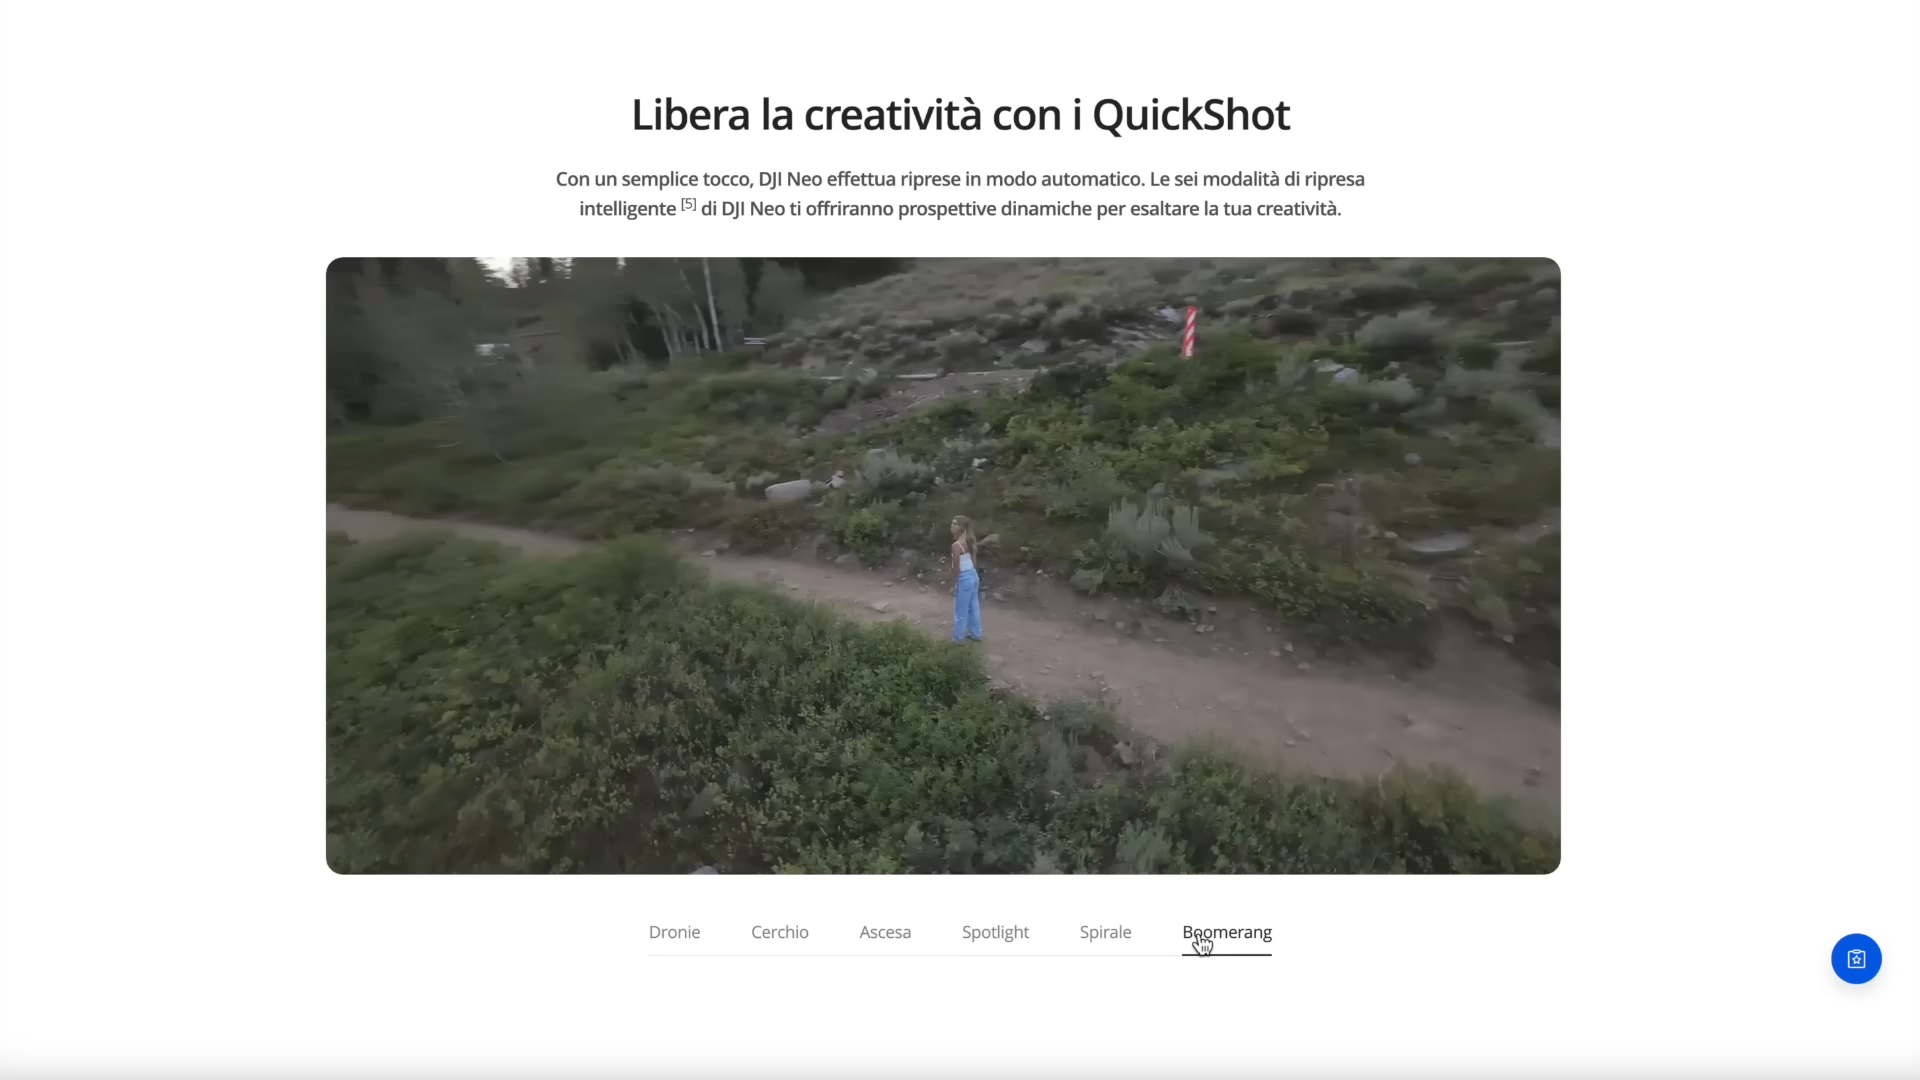 Libera la creatività con i QuickShot
Con un semplice tocco, DJI Neo effettua riprese in modo automatico. Le sei modalità di ripresa
intelligente [5] di DJI Neo ti offriranno prospettive dinamiche per esaltare la tua creatività.
Dronie Cerchio Ascesa Spotlight Spirale Boomerang